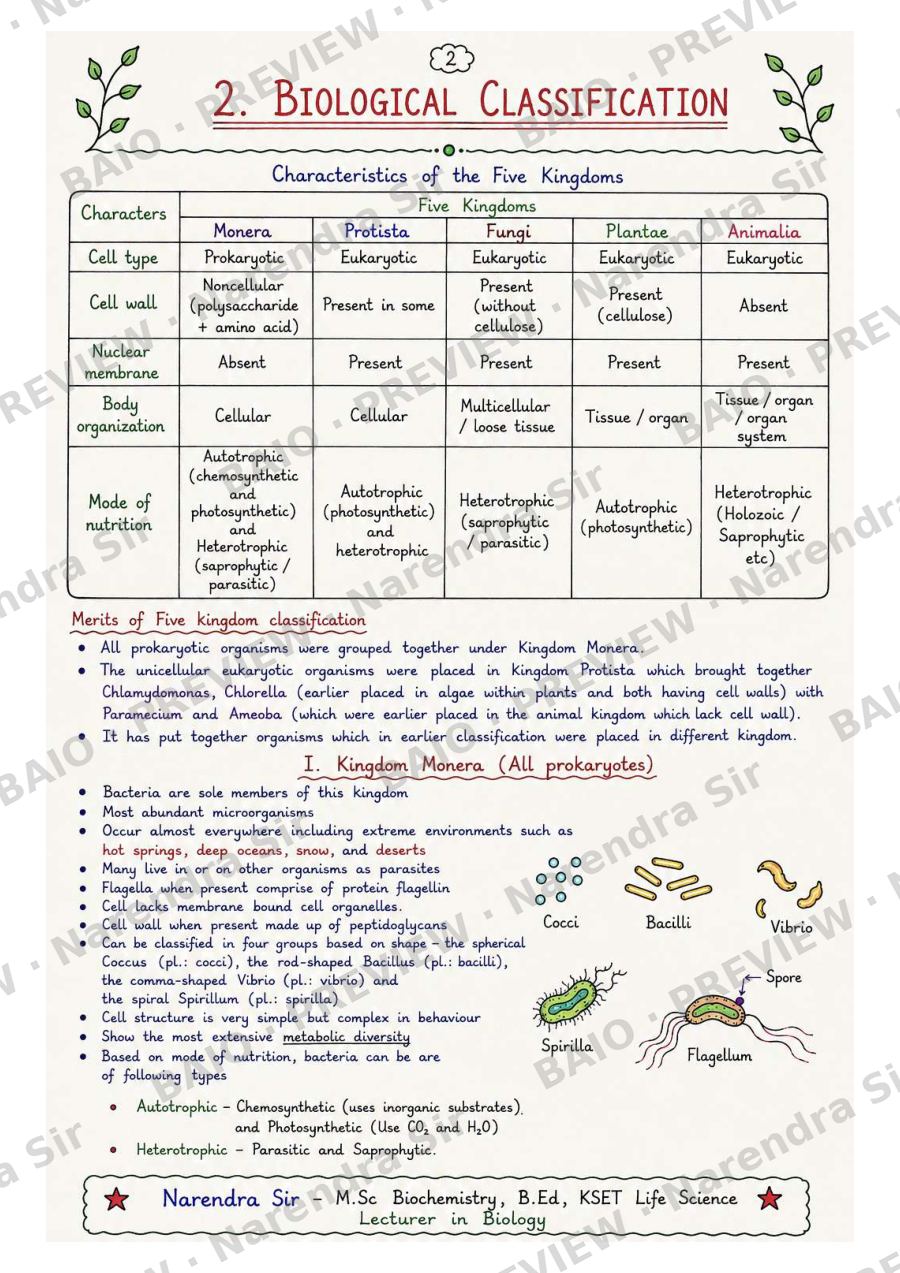 2
2. BIOLOGICAL CLASSIFICATION
Characteristics of the Five Kingdoms
Characters
Five Kingdoms
Monera Protista Fungi Plantae Animalia
Cell type Prokaryotic Eukaryotic Eukaryotic Eukaryotic Eukaryotic
Cell wall
Noncellular
(polysaccharide
+ amino acid)
Present in some
Present
(without
cellulose)
Present
(cellulose)
Absent
Nuclear
membrane
Absent Present Present Present Present
Body
organization
Cellular
Cellular
Multicellular
/ loose tissue
Tissue / organ
Tissue / organ
/ organ
system
Mode of
nutrition
Autotrophic
(chemosynthetic
and
photosynthetic)
and
Heterotrophic
(saprophytic /
parasitic)
Autotrophic
(photosynthetic)
and
heterotrophic
Heterotrophic
(saprophytic
/ parasitic)
Autotrophic
(photosynthetic)
Heterotrophic
(Holozoic /
Saprophytic
etc)
Merits of Five kingdom classification
• All prokaryotic organisms were grouped together under Kingdom Monera.
• The unicellular eukaryotic organisms were placed in Kingdom Protista which brought together
Chlamydomonas, Chlorella (earlier placed in algae within plants and both having cell walls) with
Paramecium and Ameoba (which were earlier placed in the animal kingdom which lack cell wall).
• It has put together organisms which in earlier classification were placed in different kingdom.
I. Kingdom Monera (All prokaryotes)
• Bacteria are sole members of this kingdom
• Most abundant microorganisms
• Occur almost everywhere including extreme environments such as
hot springs, deep oceans, snow, and deserts
• Many live in or on other organisms as parasites
• Flagella when present comprise of protein flagellin
• Cell lacks membrane bound cell organelles.
• Cell wall when present made up of peptidoglycans
• Can be classified in four groups based on shape – the spherical
Coccus (pl.: cocci), the rod-shaped Bacillus (pl.: bacilli),
the comma-shaped Vibrio (pl.: vibrio) and
the spiral Spirillum (pl.: spirilla)
• Cell structure is very simple but complex in behaviour
• Show the most extensive metabolic diversity
• Based on mode of nutrition, bacteria can be are
of following types
• Autotrophic – Chemosynthetic (uses inorganic substrates).
and Photosynthetic (Use CO₂ and H₂O)
• Heterotrophic – Parasitic and Saprophytic.
Cocci
Bacilli
Vibrio
Spirilla
Spore
Flagellum
Narendra Sir – M.Sc Biochemistry, B.Ed, KSET Life Science
Lecturer in Biology
BAIO · PREVIEW · Narendra Sir